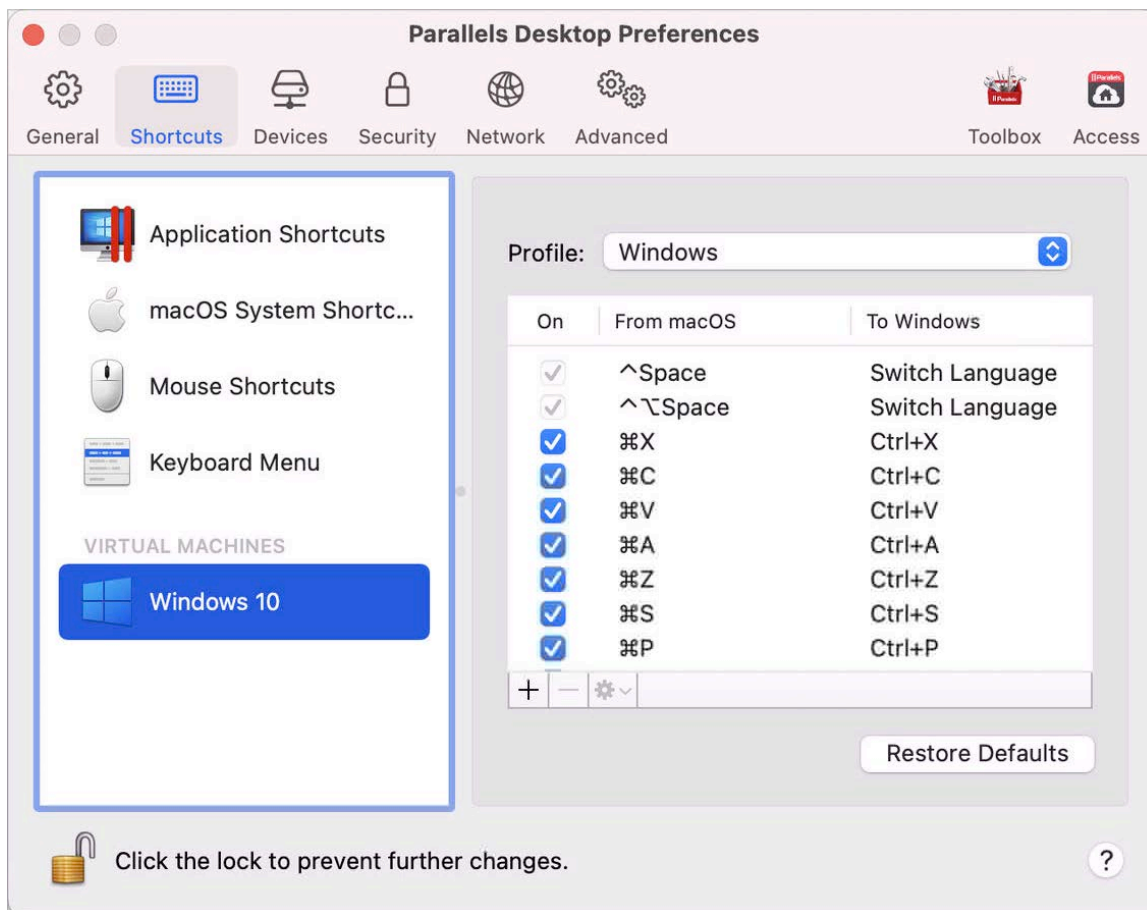 Parallels Desktop Preferences
General Shortcuts Devices Security Network Advanced Toolbox Access
Application Shortcuts
macOS System Shortc...
Mouse Shortcuts
Keyboard Menu
VIRTUAL MACHINES
Windows 10
Profile: Windows
On From macOS To Windows
^Space Switch Language
^⌥Space Switch Language
⌘X Ctrl+X
⌘C Ctrl+C
⌘V Ctrl+V
⌘A Ctrl+A
⌘Z Ctrl+Z
⌘S Ctrl+S
⌘P Ctrl+P
Restore Defaults
Click the lock to prevent further changes.
?